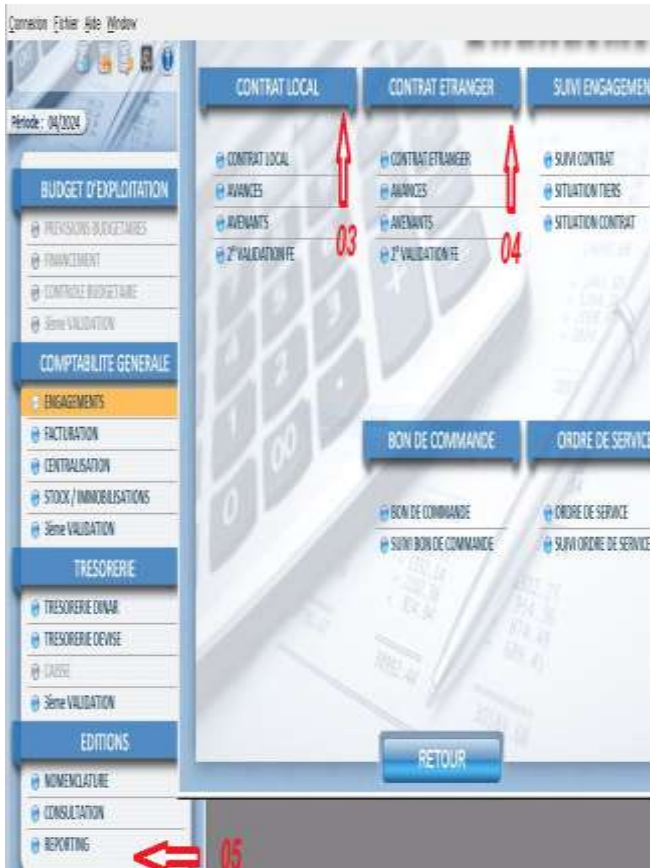 Connexion Fichier Aide Window
Période : 04/2024
BUDGET D'EXPLOITATION
PREVISIONS BUDGETAIRES
FINANCEMENT
CONTROLE BUDGETAIRE
3ème VALIDATION
COMPTABILITE GENERALE
ENGAGEMENTS
FACTURATION
CENTRALISATION
STOCK / IMMOBILISATIONS
3ème VALIDATION
TRESORERIE
TRESORERIE DINAR
TRESORERIE DEVISE
CAISSE
3ème VALIDATION
EDITIONS
NOMENCLATURE
CONSULTATION
REPORTING
05
CONTRAT LOCAL
CONTRAT LOCAL
AVANCES
AVENANTS
2° VALIDATION FE
03
CONTRAT ETRANGER
CONTRAT ETRANGER
AVANCES
AVENANTS
2° VALIDATION FE
04
SUIVI ENGAGEMEN
SUIVI CONTRAT
SITUATION TIERS
SITUATION CONTRAT
BON DE COMMANDE
BON DE COMMANDE
SUIVI BON DE COMMANDE
ORDRE DE SERVICE
ORDRE DE SERVICE
SUIVI ORDRE DE SERVICE
RETOUR